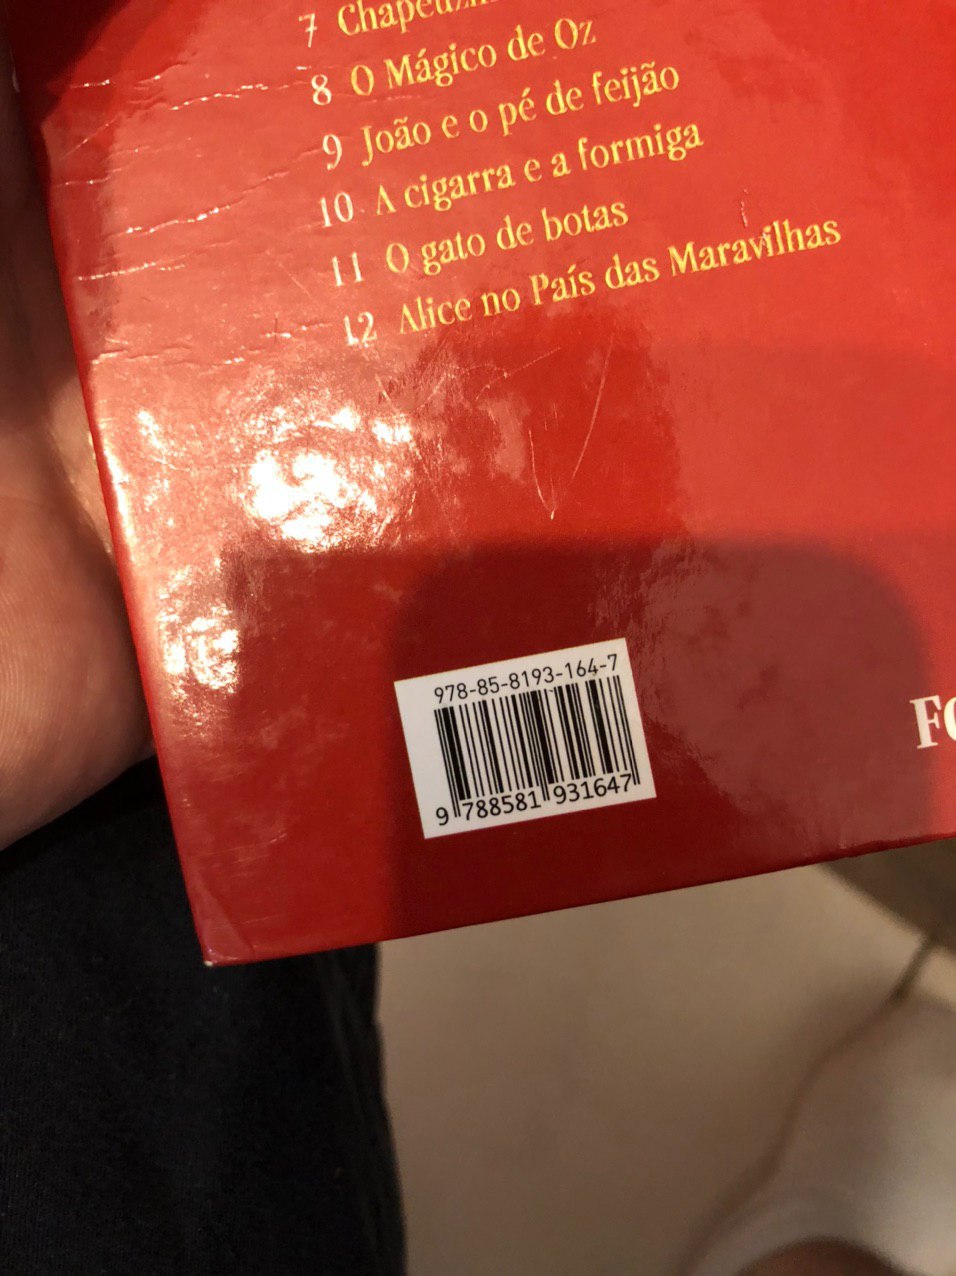 7
8 O Mágico de Oz
9 João e o pé de feijão
10 A cigarra e a formiga
11 O gato de botas
12 Alice no País das Maravilhas
978-85-8193-164-7
9 788581 931647